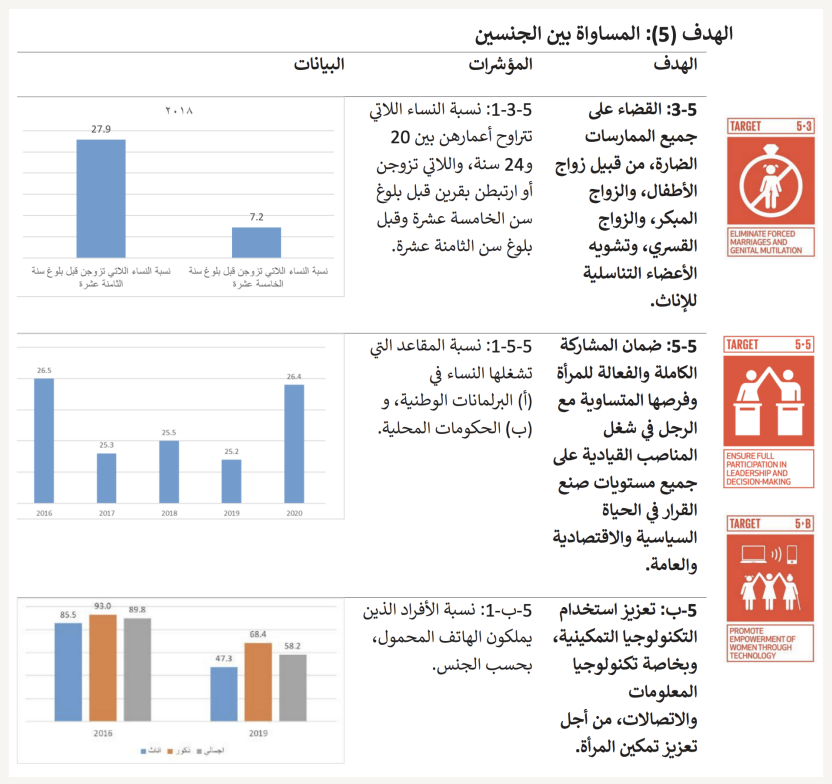 الهدف (5): المساواة بين الجنسين
الهدف
المؤشرات
البيانات
TARGET 5·3
ELIMINATE FORCED
MARRIAGES AND
GENITAL MUTILATION
5-3: القضاء على
جميع الممارسات
الضارة، من قبيل زواج
الأطفال، والزواج
المبكر، والزواج
القسري، وتشويه
الأعضاء التناسلية
للإناث.
5-3-1: نسبة النساء اللاتي
تتراوح أعمارهن بين 20
و24 سنة، واللاتي تزوجن
أو ارتبطن بقرين قبل بلوغ
سن الخامسة عشرة وقبل
بلوغ سن الثامنة عشرة.
٢٠١٨
27.9
7.2
نسبة النساء اللاتي تزوجن قبل بلوغ سنة
الثامنة عشرة
نسبة النساء اللاتي تزوجن قبل بلوغ سنة
الخامسة عشرة
TARGET 5·5
ENSURE FULL
PARTICIPATION IN
LEADERSHIP AND
DECISION-MAKING
5-5: ضمان المشاركة
الكاملة والفعالة للمرأة
وفرصها المتساوية مع
الرجل في شغل
المناصب القيادية على
جميع مستويات صنع
القرار في الحياة
السياسية والاقتصادية
والعامة.
5-5-1: نسبة المقاعد التي
تشغلها النساء في
(أ) البرلمانات الوطنية، و
(ب) الحكومات المحلية.
26.5
25.3
25.5
25.2
26.4
2016 2017 2018 2019 2020
TARGET 5·B
PROMOTE
EMPOWERMENT OF
WOMEN THROUGH
TECHNOLOGY
5-ب: تعزيز استخدام
التكنولوجيا التمكينية،
وبخاصة تكنولوجيا
المعلومات
والاتصالات، من أجل
تعزيز تمكين المرأة.
5-ب-1: نسبة الأفراد الذين
يملكون الهاتف المحمول،
بحسب الجنس.
85.5
93.0
89.8
47.3
68.4
58.2
2016 2019
اناث ذكور اجمالي